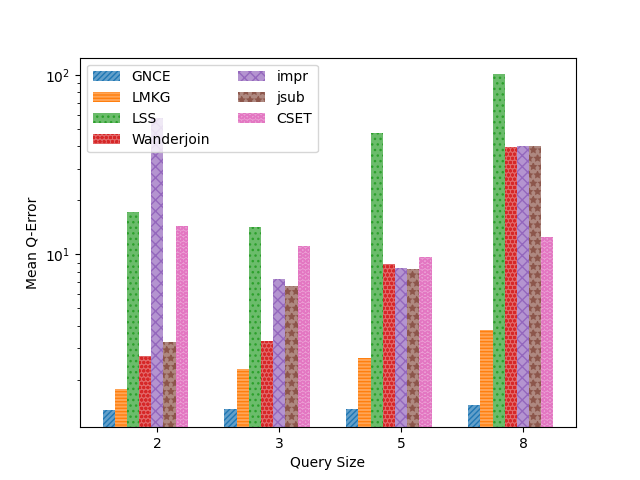 10²
10¹
Mean Q-Error
GNCE
LMKG
LSS
Wanderjoin
impr
jsub
CSET
2 3 5 8
Query Size